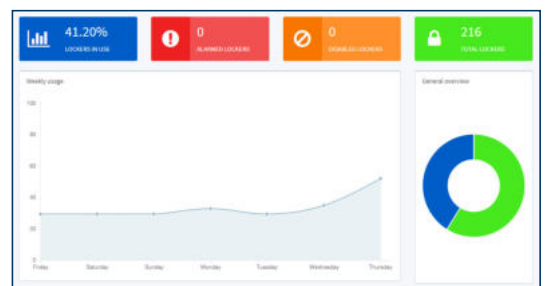 41.20%
LOCKERS IN USE
0
ALARMED LOCKERS
0
DISABLED LOCKERS
216
TOTAL LOCKERS
Weekly usage
General overview
100
80
60
40
20
0
Friday
Saturday
Sunday
Monday
Tuesday
Wednesday
Thursday